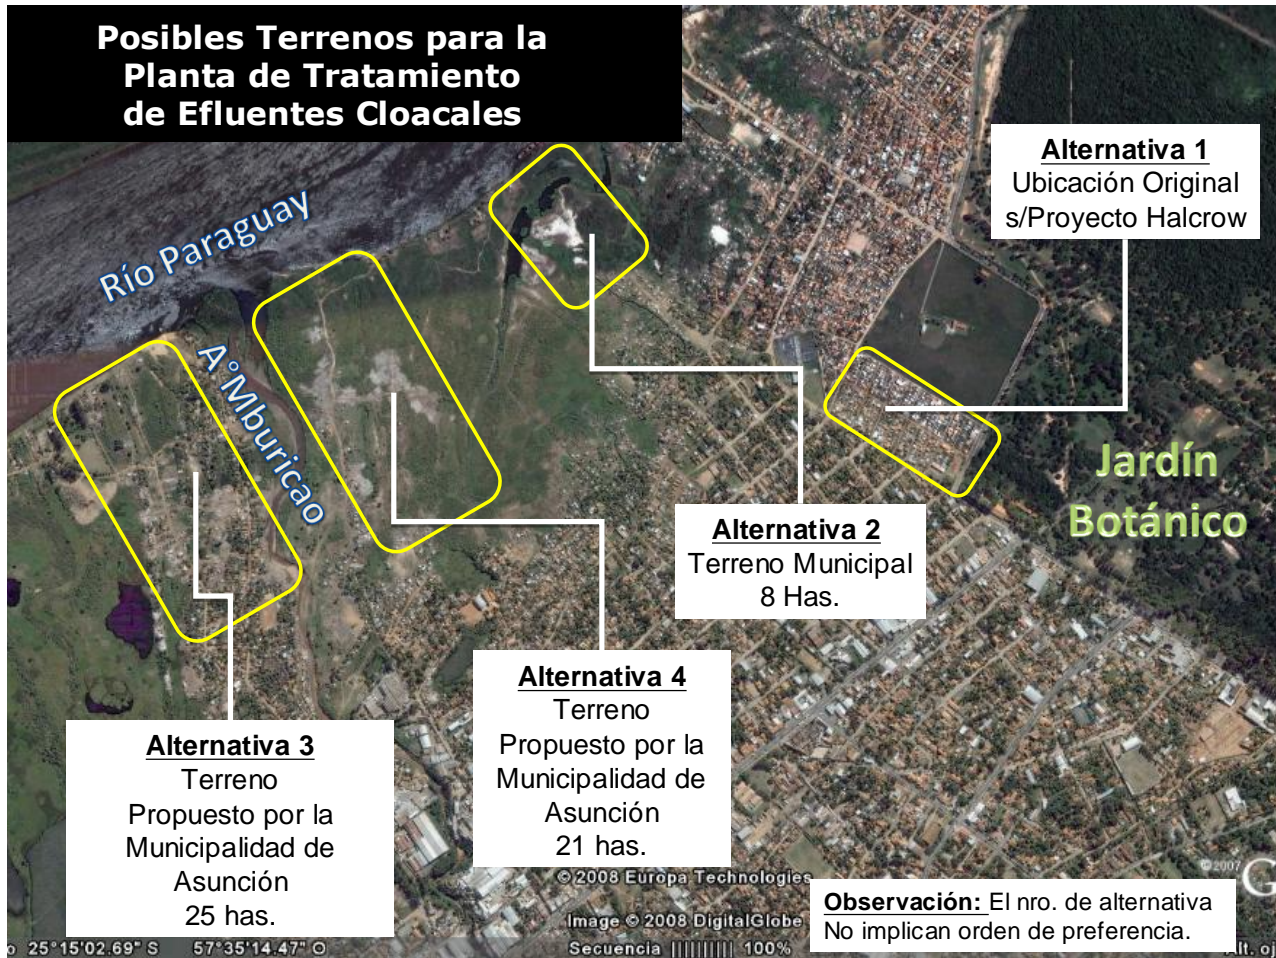 Posibles Terrenos para la
Planta de Tratamiento
de Efluentes Cloacales
Alternativa 1
Ubicación Original
s/Proyecto Halcrow
Río Paraguay
A°Mburicao
Jardín
Botánico
Alternativa 2
Terreno Municipal
8 Has.
Alternativa 4
Terreno
Propuesto por la
Municipalidad de
Asunción
21 has.
Alternativa 3
Terreno
Propuesto por la
Municipalidad de
Asunción
25 has.
©2007 G
© 2008 Europa Technologies
Image © 2008 DigitalGlobe
Observación: El nro. de alternativa
No implican orden de preferencia.
o 25°15'02.69" S 57°35'14.47" O
Secuencia |||||||||| 100%
Alt. oj